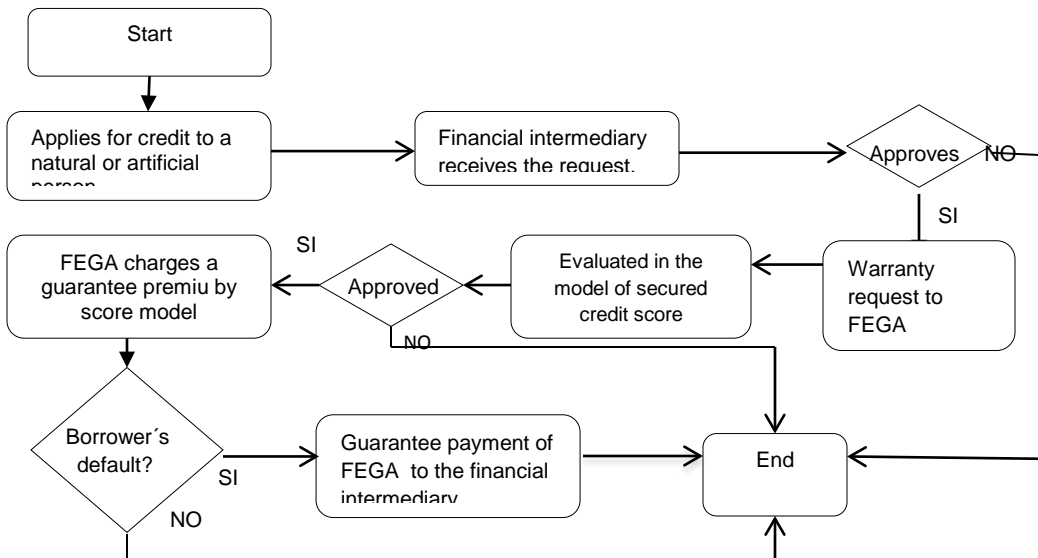 Start
Applies for credit to a
natural or artificial
person
Financial intermediary
receives the request.
Approves
NO
SI
Warranty
request to
FEGA
Evaluated in the
model of secured
credit score
Approved
SI
NO
FEGA charges a
guarantee premiu by
score model
Borrower´s
default?
SI
NO
Guarantee payment of
FEGA to the financial
intermediary
End